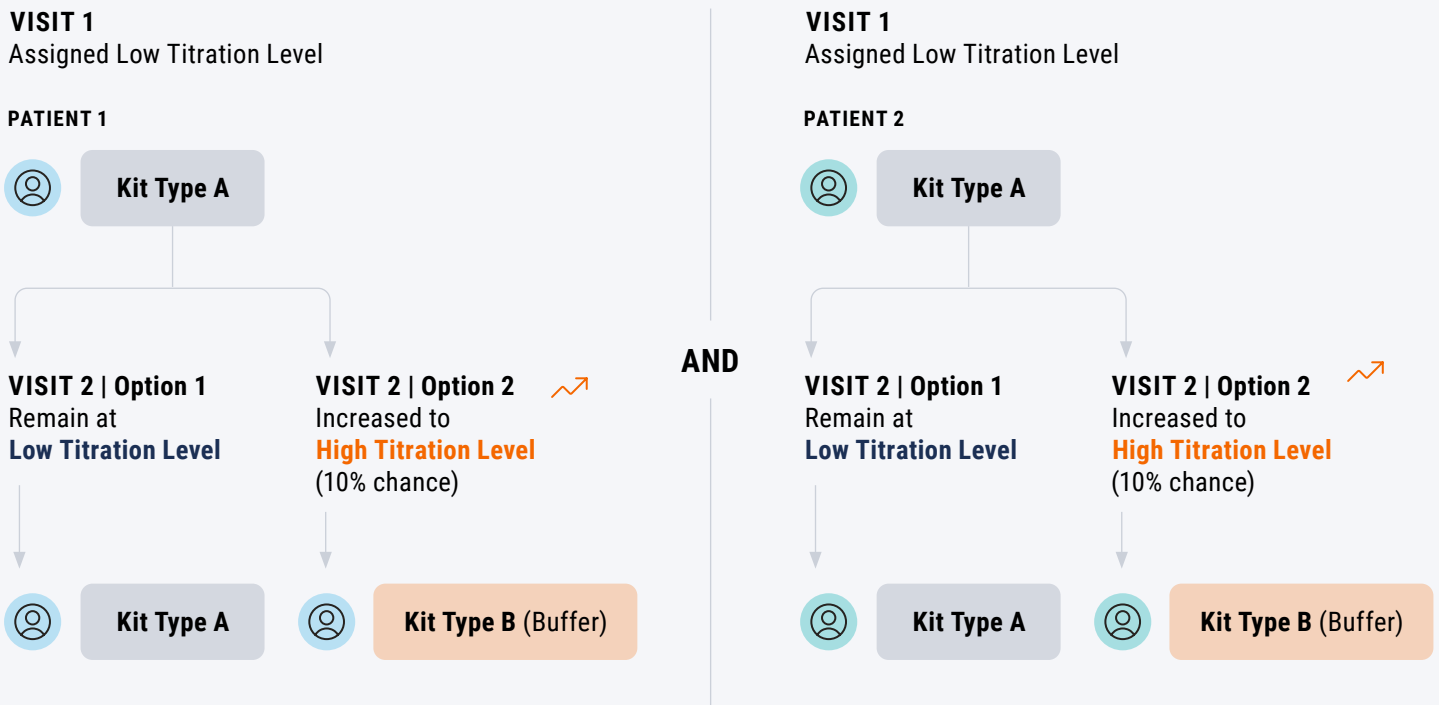 VISIT 1
Assigned Low Titration Level
PATIENT 1
Kit Type A
VISIT 2 | Option 1
Remain at
Low Titration Level
VISIT 2 | Option 2
Increased to
High Titration Level
(10% chance)
Kit Type A
Kit Type B (Buffer)
AND
VISIT 1
Assigned Low Titration Level
PATIENT 2
Kit Type A
VISIT 2 | Option 1
Remain at
Low Titration Level
VISIT 2 | Option 2
Increased to
High Titration Level
(10% chance)
Kit Type A
Kit Type B (Buffer)